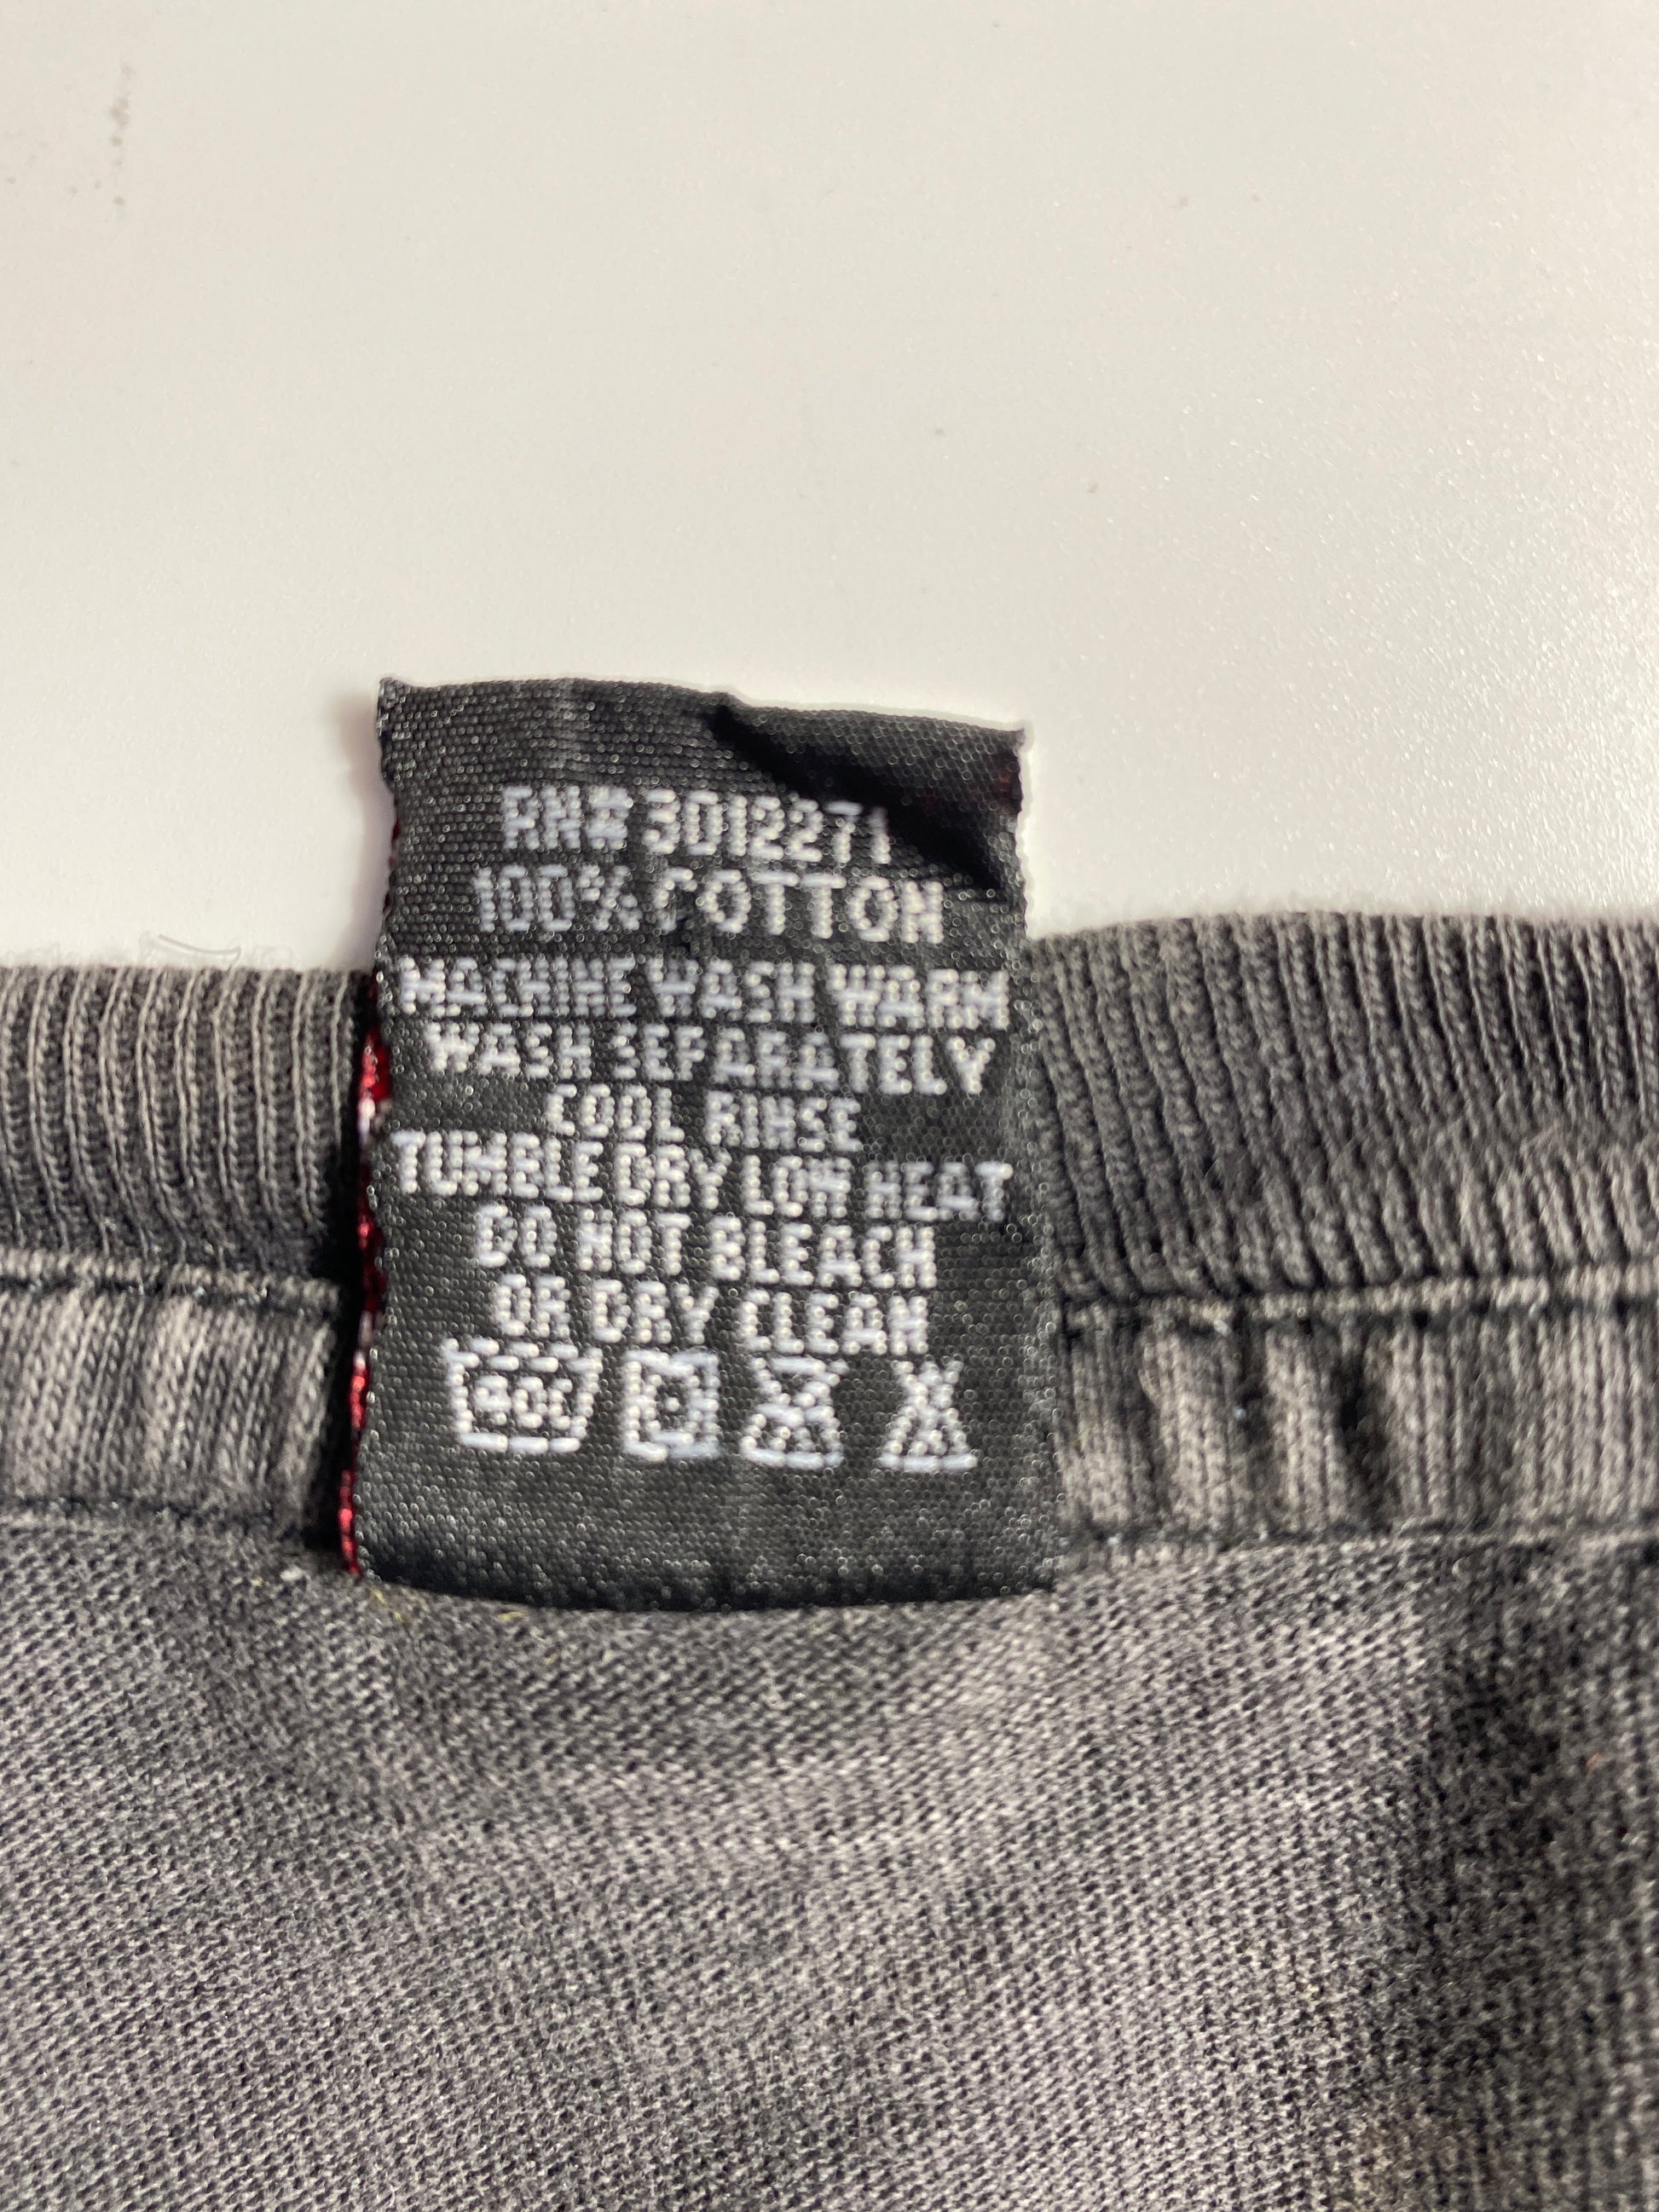 RN# 3012271
100% COTTON
MACHINE WASH WARM
WASH SEPARATELY
COOL RINSE
TUMBLE DRY LOW HEAT
DO NOT BLEACH
OR DRY CLEAN
40C